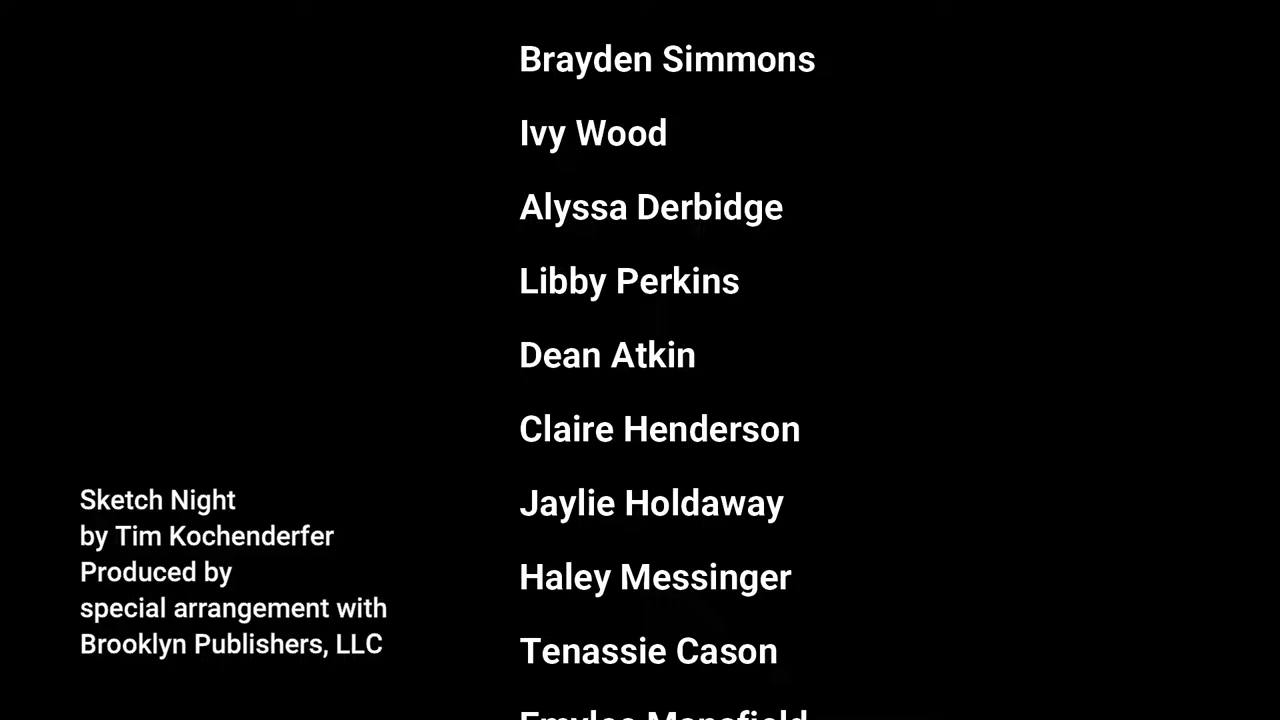 Brayden Simmons
Ivy Wood
Alyssa Derbidge
Libby Perkins
Dean Atkin
Claire Henderson
Jaylie Holdaway
Haley Messinger
Tenassie Cason
Sketch Night
by Tim Kochenderfer
Produced by
special arrangement with
Brooklyn Publishers, LLC